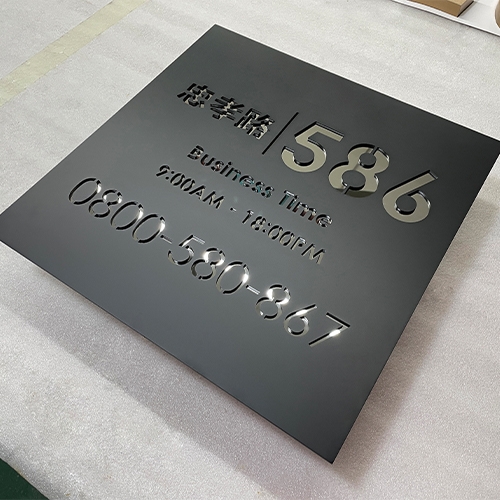 忠孝路|586
Business Time
9:00AM - 18:00PM
0800-580-867